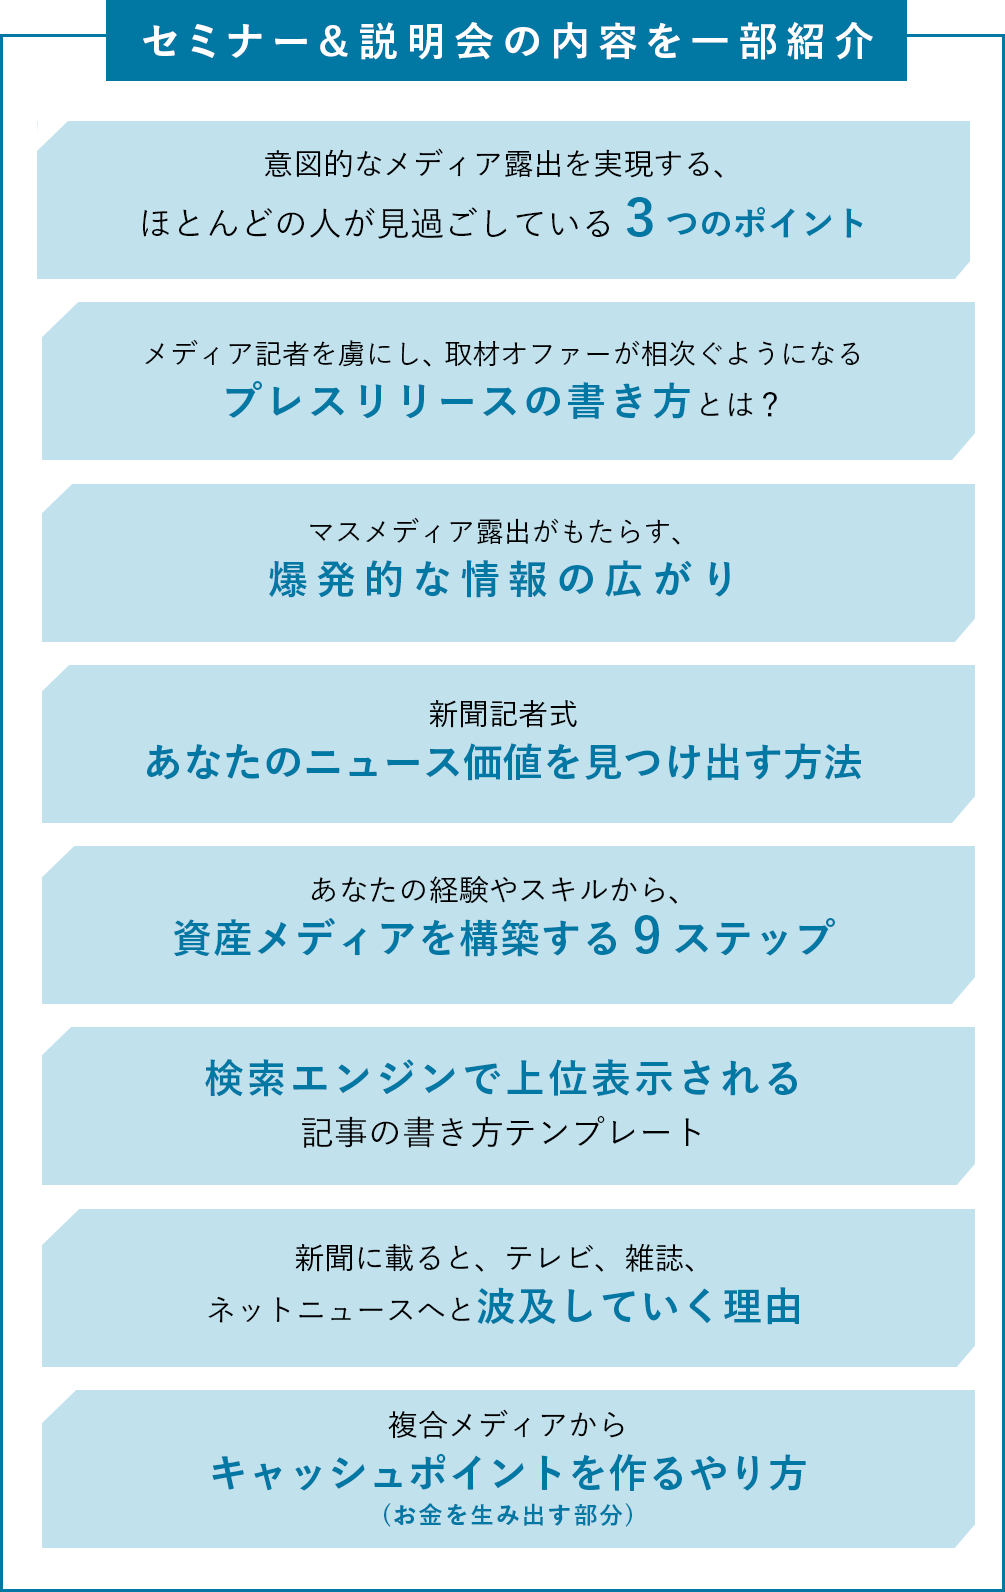 セミナー&説明会の内容を一部紹介
意図的なメディア露出を実現する、
ほとんどの人が見過ごしている3つのポイント
メディア記者を虜にし、取材オファーが相次ぐようになる
プレスリリースの書き方とは？
マスメディア露出がもたらす、
爆発的な情報の広がり
新聞記者式
あなたのニュース価値を見つけ出す方法
あなたの経験やスキルから、
資産メディアを構築する9ステップ
検索エンジンで上位表示される
記事の書き方テンプレート
新聞に載ると、テレビ、雑誌、
ネットニュースへと波及していく理由
複合メディアから
キャッシュポイントを作るやり方
（お金を生み出す部分）